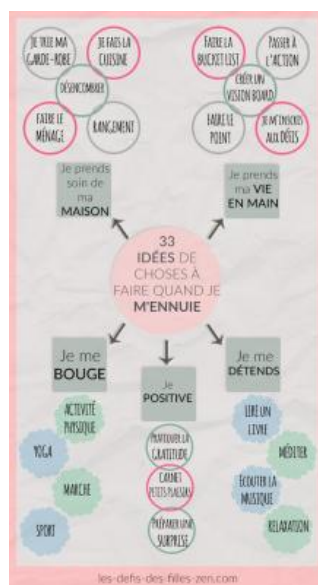 JE TRIE MA
GARDE-ROBE
JE FAIS LA
CUISINE
DÉSENCOMBRER
FAIRE LE
MÉNAGE
RANGEMENT
FAIRE LA
BUCKET LIST
PASSER À
L'ACTION
CRÉER UN
VISION BOARD
FAIRE LE
POINT
JE M'INSCRIS
AUX DÉFIS
Je prends
soin de
ma
MAISON
Je prends
ma VIE
EN MAIN
33
IDÉES DE
CHOSES À
FAIRE QUAND JE
M'ENNUIE
Je me
BOUGE
Je
POSITIVE
Je me
DÉTENDS
ACTIVITÉ
PHYSIQUE
YOGA
MARCHE
SPORT
PRATIQUER LA
GRATITUDE
CARNET
PETITS PLAISIRS
PRÉPARER UNE
SURPRISE
LIRE UN
LIVRE
MÉDITER
ÉCOUTER LA
MUSIQUE
RELAXATION
les-defis-des-filles-zen.com